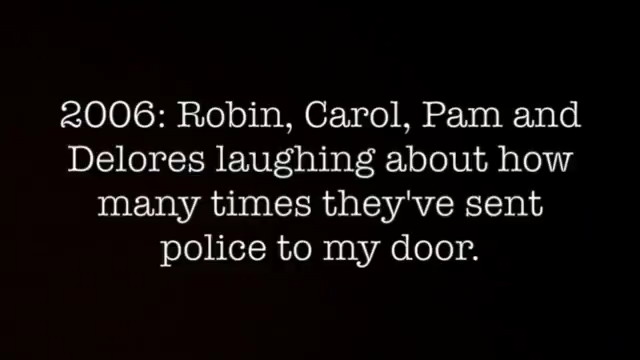 2006: Robin, Carol, Pam and
Delores laughing about how
many times they've sent
police to my door.